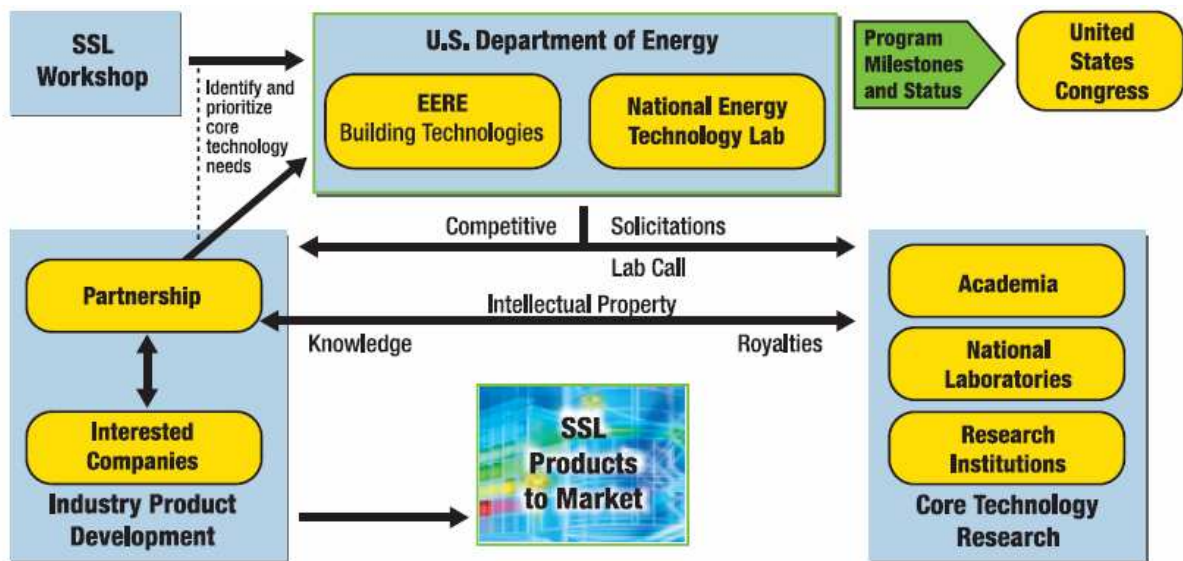 SSL
Workshop
Identify and
prioritize
core
technology
needs
U.S. Department of Energy
EERE
Building Technologies
National Energy
Technology Lab
Program
Milestones
and Status
United
States
Congress
Competitive Solicitations
Lab Call
Intellectual Property
Knowledge Royalties
Partnership
Interested
Companies
Industry Product
Development
SSL
Products
to Market
Academia
National
Laboratories
Research
Institutions
Core Technology
Research